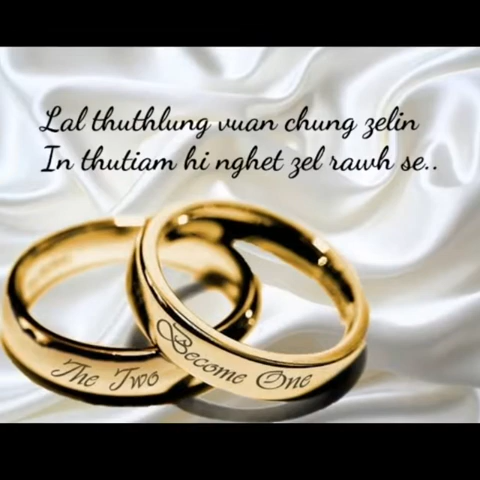 Lal thuthlung vuan chung zelin
In thutiam hi nghet zel rawh se..
The Two
Become One